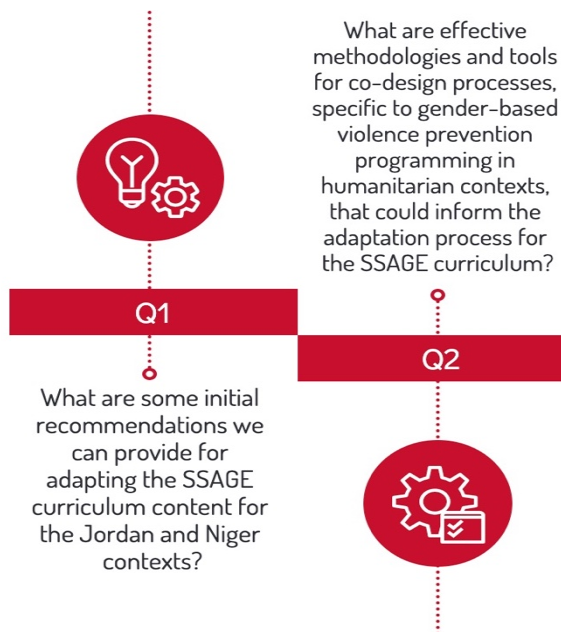 Q1
What are some initial
recommendations we
can provide for
adapting the SSAGE
curriculum content for
the Jordan and Niger
contexts?
What are effective
methodologies and tools
for co-design processes,
specific to gender-based
violence prevention
programming in
humanitarian contexts,
that could inform the
adaptation process for
the SSAGE curriculum?
Q2